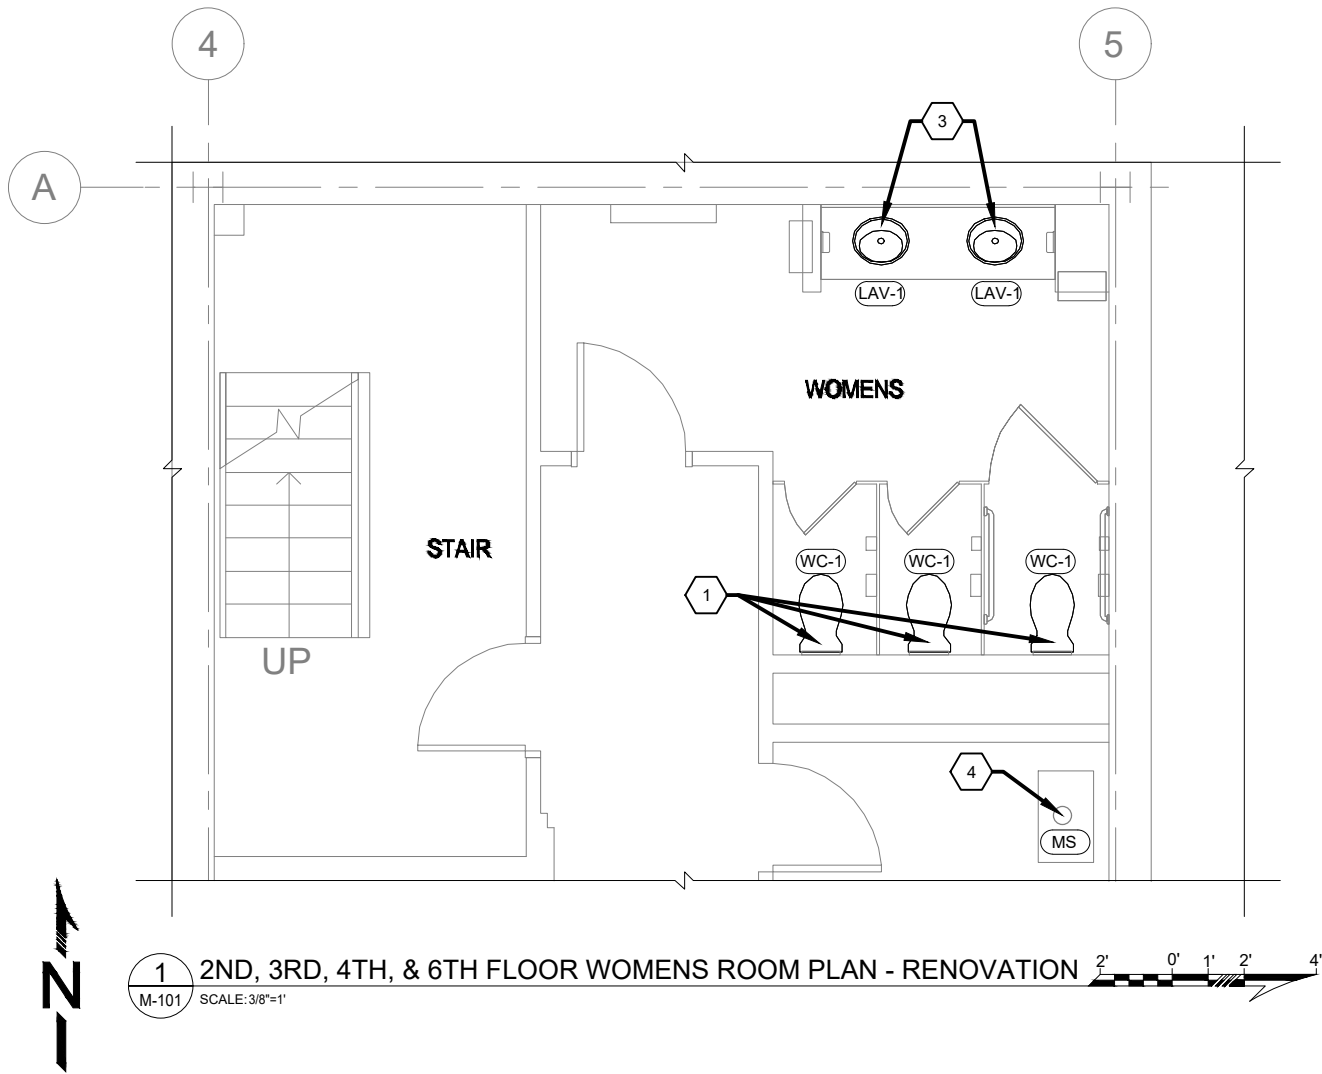 4
5
3
A
LAV-1 LAV-1
WOMENS
STAIR
WC-1 WC-1 WC-1
1
UP
4
MS
N
1 2ND, 3RD, 4TH, & 6TH FLOOR WOMENS ROOM PLAN - RENOVATION
M-101 SCALE:3/8"=1'
2' 0' 1' 2' 4'